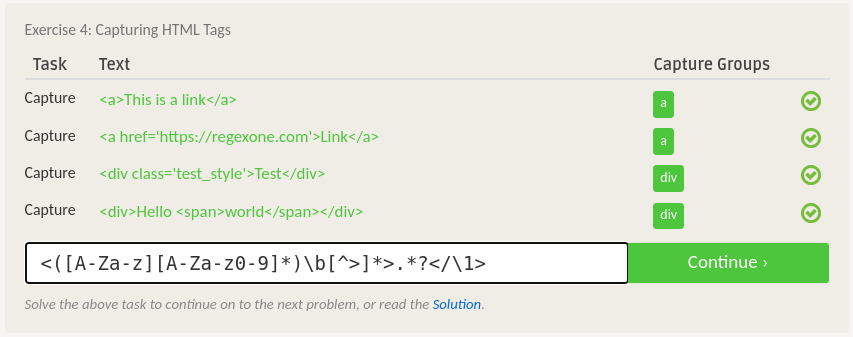 Exercise 4: Capturing HTML Tags
Task Text Capture Groups
Capture <a>This is a link</a> a
Capture <a href='https://regexone.com'>Link</a> a
Capture <div class='test_style'>Test</div> div
Capture <div>Hello <span>world</span></div> div
<([A-Za-z][A-Za-z0-9]*)\b[^>]*>.*?</\1> Continue ›
Solve the above task to continue on to the next problem, or read the Solution.